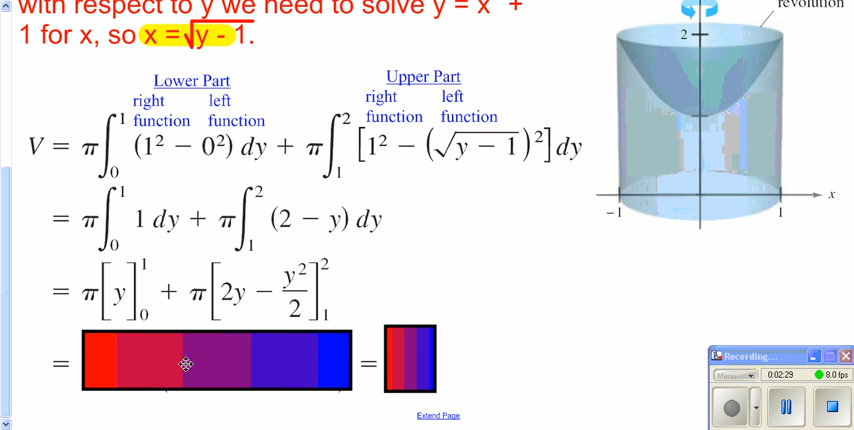 with respect to y we need to solve y = x +
1 for x, so x = √y - 1.
revolution
2
Lower Part
Upper Part
right left
function function
right left
function function
V = π∫₀¹ (1² − 0²) dy + π∫₁² [1² − (√y − 1)²] dy
= π∫₀¹ 1 dy + π∫₁² (2 − y) dy
= π[y]₀¹ + π[2y − y²/2]₁²
= =
−1 1 x
Recording...
Menu 0:02:29 8.0 fps
Extend Page